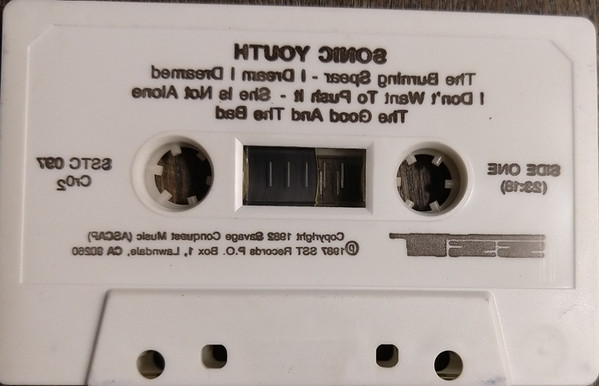 SONIC YOUTH
The Burning Spear - I Dream I Dreamed
I Don't Want To Push It - She Is Not Alone
The Good And The Bad
SIDE ONE
(23:18)
SSTC 097
CrO2
SST
Copyright 1982 Savage Conquest Music (ASCAP)
Ⓟ1987 SST Records P.O. Box 1, Lawndale, CA 90260